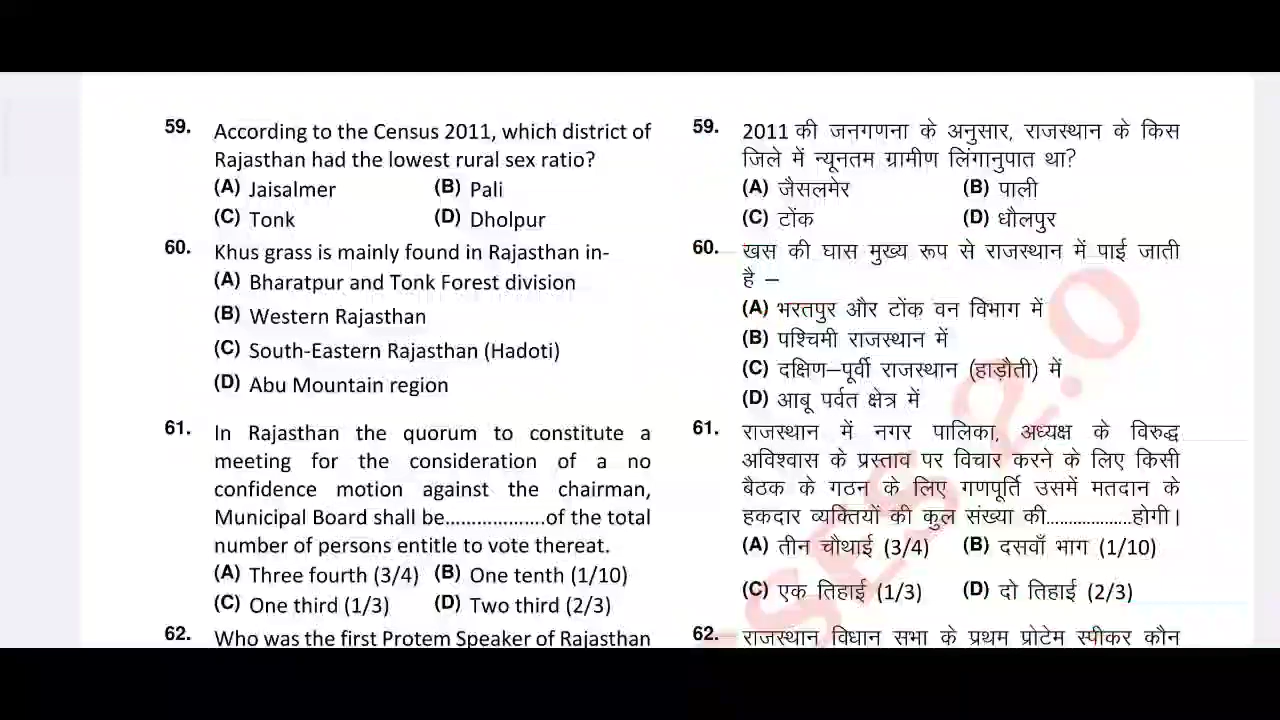 59. According to the Census 2011, which district of
Rajasthan had the lowest rural sex ratio?
(A) Jaisalmer (B) Pali
(C) Tonk (D) Dholpur
60. Khus grass is mainly found in Rajasthan in-
(A) Bharatpur and Tonk Forest division
(B) Western Rajasthan
(C) South-Eastern Rajasthan (Hadoti)
(D) Abu Mountain region
61. In Rajasthan the quorum to constitute a
meeting for the consideration of a no
confidence motion against the chairman,
Municipal Board shall be...................of the total
number of persons entitle to vote thereat.
(A) Three fourth (3/4) (B) One tenth (1/10)
(C) One third (1/3) (D) Two third (2/3)
62. Who was the first Protem Speaker of Rajasthan
59. 2011 की जनगणना के अनुसार, राजस्थान के किस
जिले में न्यूनतम ग्रामीण लिंगानुपात था?
(A) जैसलमेर (B) पाली
(C) टोंक (D) धौलपुर
60. खस की घास मुख्य रूप से राजस्थान में पाई जाती
है –
(A) भरतपुर और टोंक वन विभाग में
(B) पश्चिमी राजस्थान में
(C) दक्षिण–पूर्वी राजस्थान (हाड़ौती) में
(D) आबू पर्वत क्षेत्र में
61. राजस्थान में नगर पालिका, अध्यक्ष के विरुद्ध
अविश्वास के प्रस्ताव पर विचार करने के लिए किसी
बैठक के गठन के लिए गणपूर्ति उसमें मतदान के
हकदार व्यक्तियों की कुल संख्या की...................होगी।
(A) तीन चौथाई (3/4) (B) दसवाँ भाग (1/10)
(C) एक तिहाई (1/3) (D) दो तिहाई (2/3)
62. राजस्थान विधान सभा के प्रथम प्रोटेम स्पीकर कौन